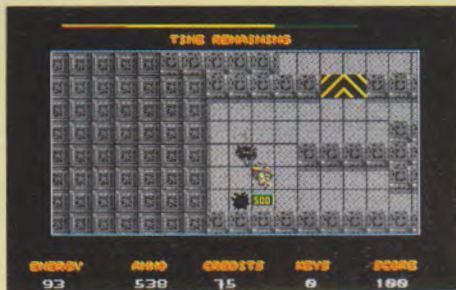 TIME REMAINING
500
ENERGY AMMO CREDITS KEYS SCORE
93 538 75 0 100